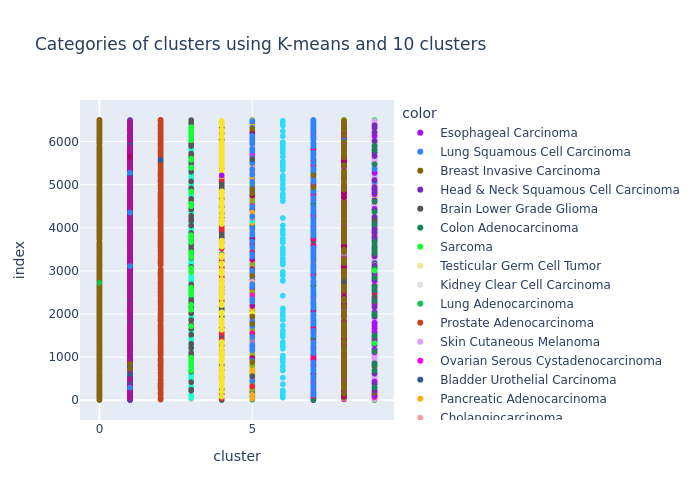 Categories of clusters using K-means and 10 clusters
color
Esophageal Carcinoma
Lung Squamous Cell Carcinoma
Breast Invasive Carcinoma
Head & Neck Squamous Cell Carcinoma
Brain Lower Grade Glioma
Colon Adenocarcinoma
Sarcoma
Testicular Germ Cell Tumor
Kidney Clear Cell Carcinoma
Lung Adenocarcinoma
Prostate Adenocarcinoma
Skin Cutaneous Melanoma
Ovarian Serous Cystadenocarcinoma
Bladder Urothelial Carcinoma
Pancreatic Adenocarcinoma
Cholangiocarcinoma
6000
5000
4000
3000
2000
1000
0
index
0
5
cluster